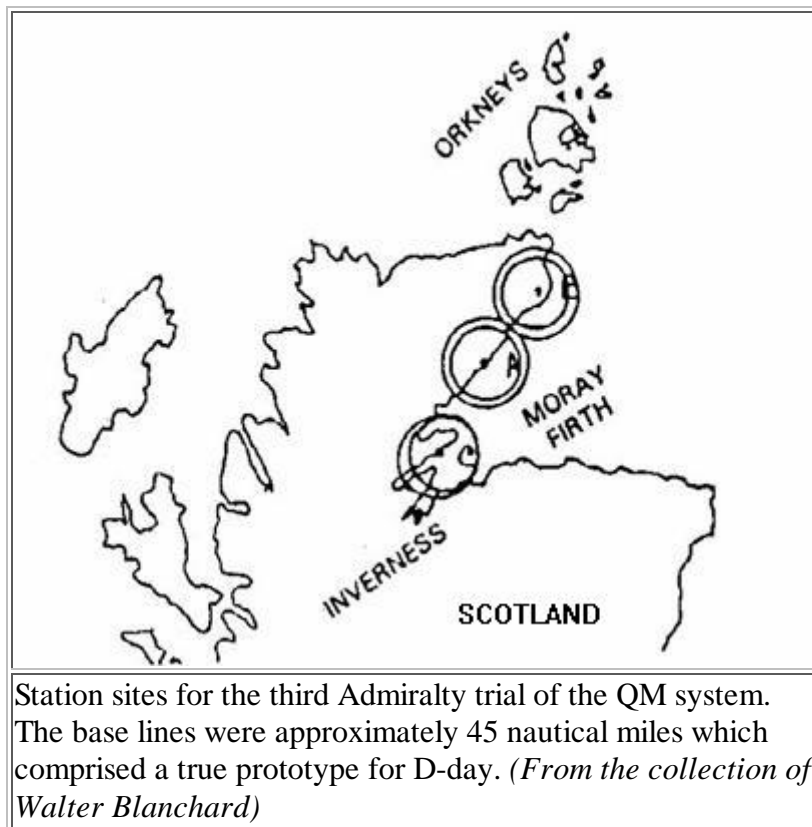 ORKNEYS
B
A
MORAY
FIRTH
C
INVERNESS
SCOTLAND
Station sites for the third Admiralty trial of the QM system.
The base lines were approximately 45 nautical miles which
comprised a true prototype for D-day. (From the collection of
Walter Blanchard)